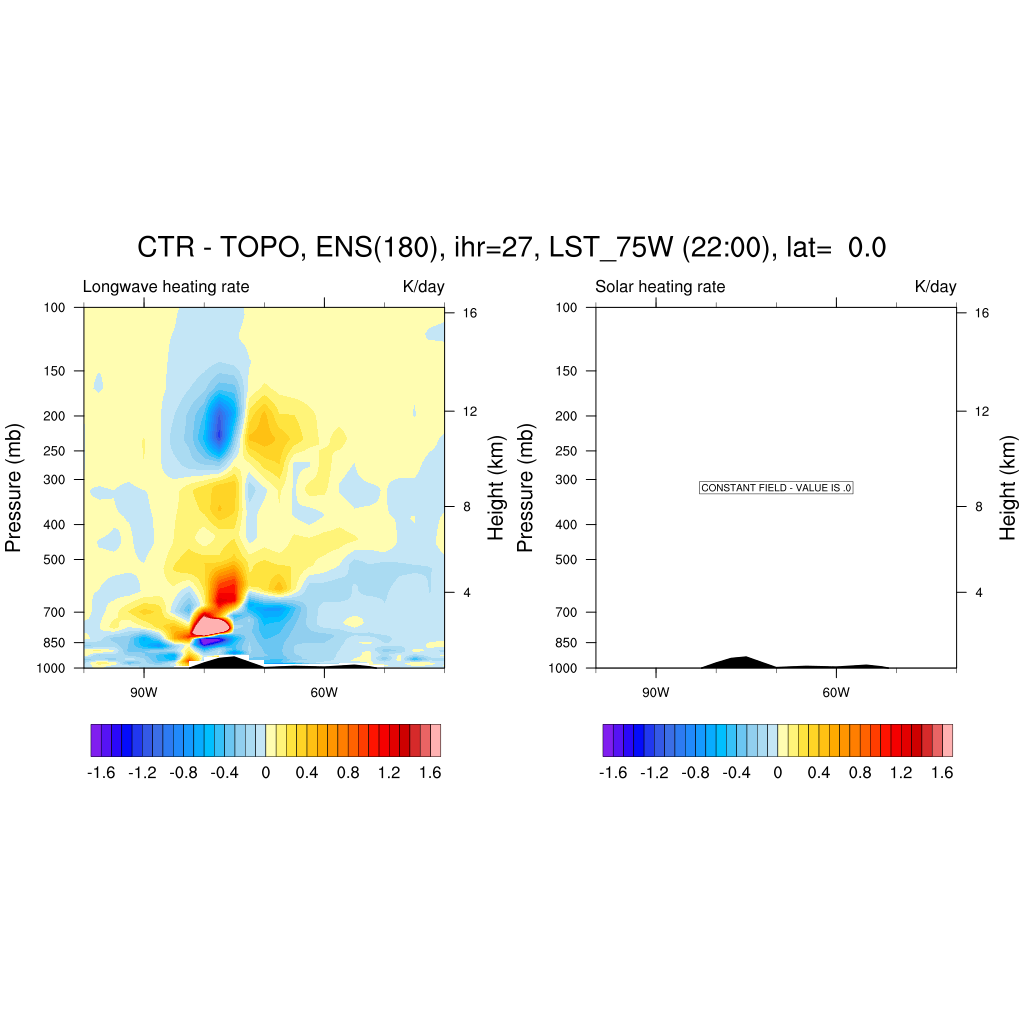 CTR - TOPO, ENS(180), ihr=27, LST_75W (22:00), lat=  0.0
Longwave heating rate K/day
100
150
200
250
300
400
500
700
850
1000
Pressure (mb)
16
12
8
4
Height (km)
90W 60W
-1.6 -1.2 -0.8 -0.4 0 0.4 0.8 1.2 1.6
Solar heating rate K/day
100
150
200
250
300
400
500
700
850
1000
Pressure (mb)
CONSTANT FIELD - VALUE IS .0
16
12
8
4
Height (km)
90W 60W
-1.6 -1.2 -0.8 -0.4 0 0.4 0.8 1.2 1.6